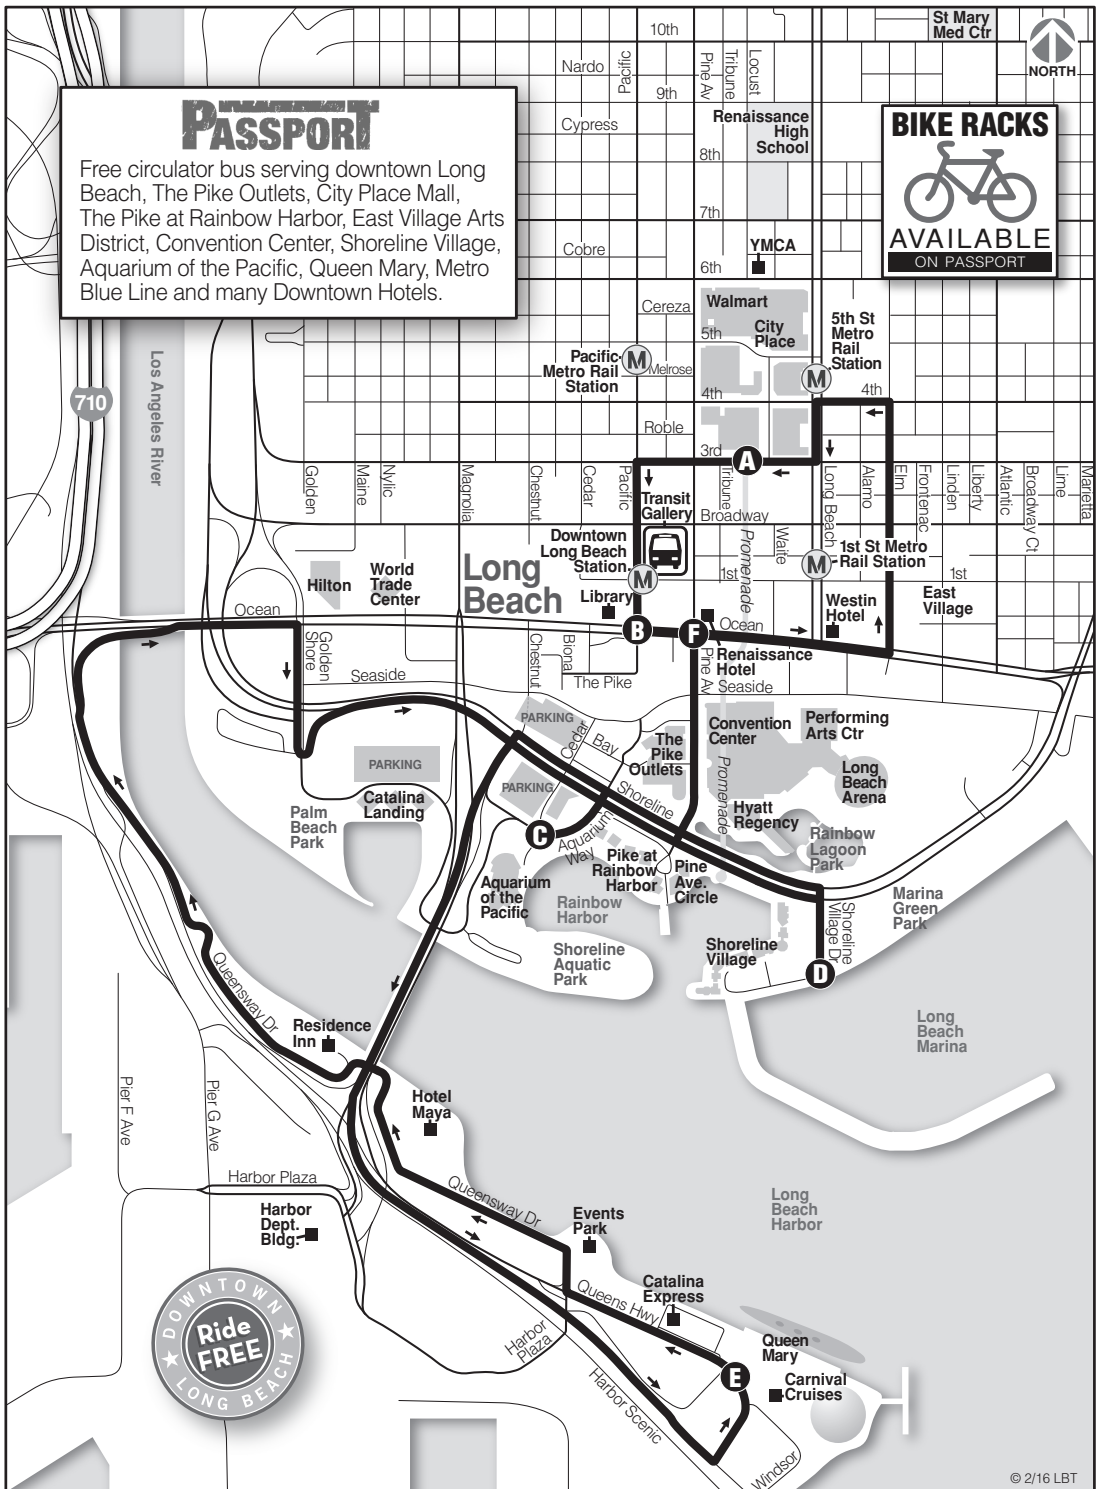 St Mary
Med Ctr
NORTH
10th
Nardo
Pacific
Pine Av
Tribune
Locust
9th
PASSPORT
Free circulator bus serving downtown Long
Beach, The Pike Outlets, City Place Mall,
The Pike at Rainbow Harbor, East Village Arts
District, Convention Center, Shoreline Village,
Aquarium of the Pacific, Queen Mary, Metro
Blue Line and many Downtown Hotels.
Cypress
Renaissance
High
School
8th
7th
BIKE RACKS
AVAILABLE
ON PASSPORT
Cobre
YMCA
6th
Cereza
Walmart
City
Place
5th
5th St
Metro
Rail
Station
M
Pacific
Metro Rail
Station
M
Melrose
4th
4th
Los Angeles River
710
Roble
3rd
A
Golden
Maine
Nylic
Magnolia
Chestnut
Cedar
Pacific
Tribune
Long Beach
Alamo
Elm
Frontenac
Linden
Liberty
Atlantic
Broadway Ct
Lime
Marietta
Transit
Gallery
Broadway
Promenade
Waite
Downtown
Long Beach
Station
M
1st
M
1st St Metro
Rail Station
1st
Long
Beach
Hilton
World
Trade
Center
Library
Westin
Hotel
East
Village
Ocean
B
F
Ocean
Golden
Shore
Chestnut
Biona
The Pike
Pine Av
Renaissance
Hotel
Seaside
Seaside
PARKING
Cedar
Bay
The
Pike
Outlets
Convention
Center
Performing
Arts Ctr
PARKING
PARKING
Shoreline
Promenade
Long
Beach
Arena
Catalina
Landing
Palm
Beach
Park
C
Aquarium
Way
Hyatt
Regency
Rainbow
Lagoon
Park
Aquarium
of the
Pacific
Pike at
Rainbow
Harbor
Pine
Ave.
Circle
Rainbow
Harbor
Marina
Green
Park
Shoreline
Village Dr
Shoreline
Aquatic
Park
Shoreline
Village
D
Queensway Dr
Residence
Inn
Long
Beach
Marina
Pier F Ave
Pier G Ave
Hotel
Maya
Harbor Plaza
Queensway Dr
Harbor
Dept.
Bldg.
Events
Park
Long
Beach
Harbor
Catalina
Express
Queens Hwy
Harbor
Plaza
Queen
Mary
E
Carnival
Cruises
DOWNTOWN
Ride
FREE
LONG BEACH
Harbor Scenic
Windsor
© 2/16 LBT